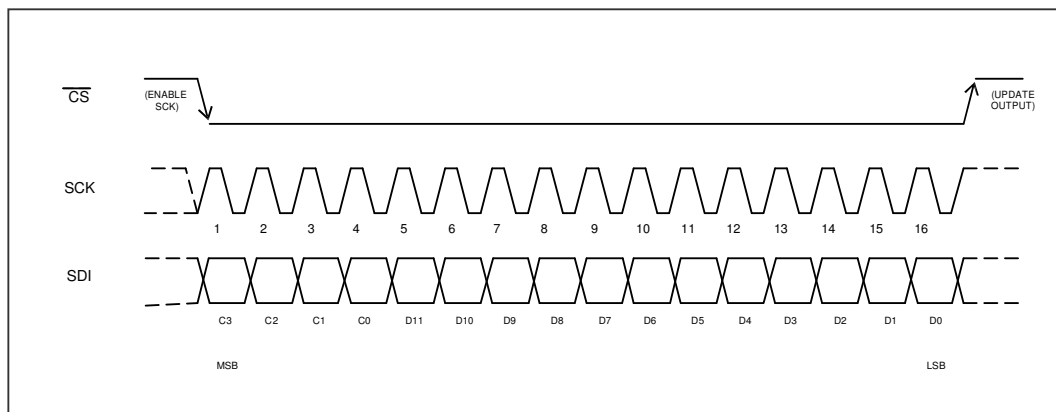 CS
(ENABLE
SCK)
(UPDATE
OUTPUT)
SCK
1 2 3 4 5 6 7 8 9 10 11 12 13 14 15 16
SDI
C3 C2 C1 C0 D11 D10 D9 D8 D7 D6 D5 D4 D3 D2 D1 D0
MSB LSB